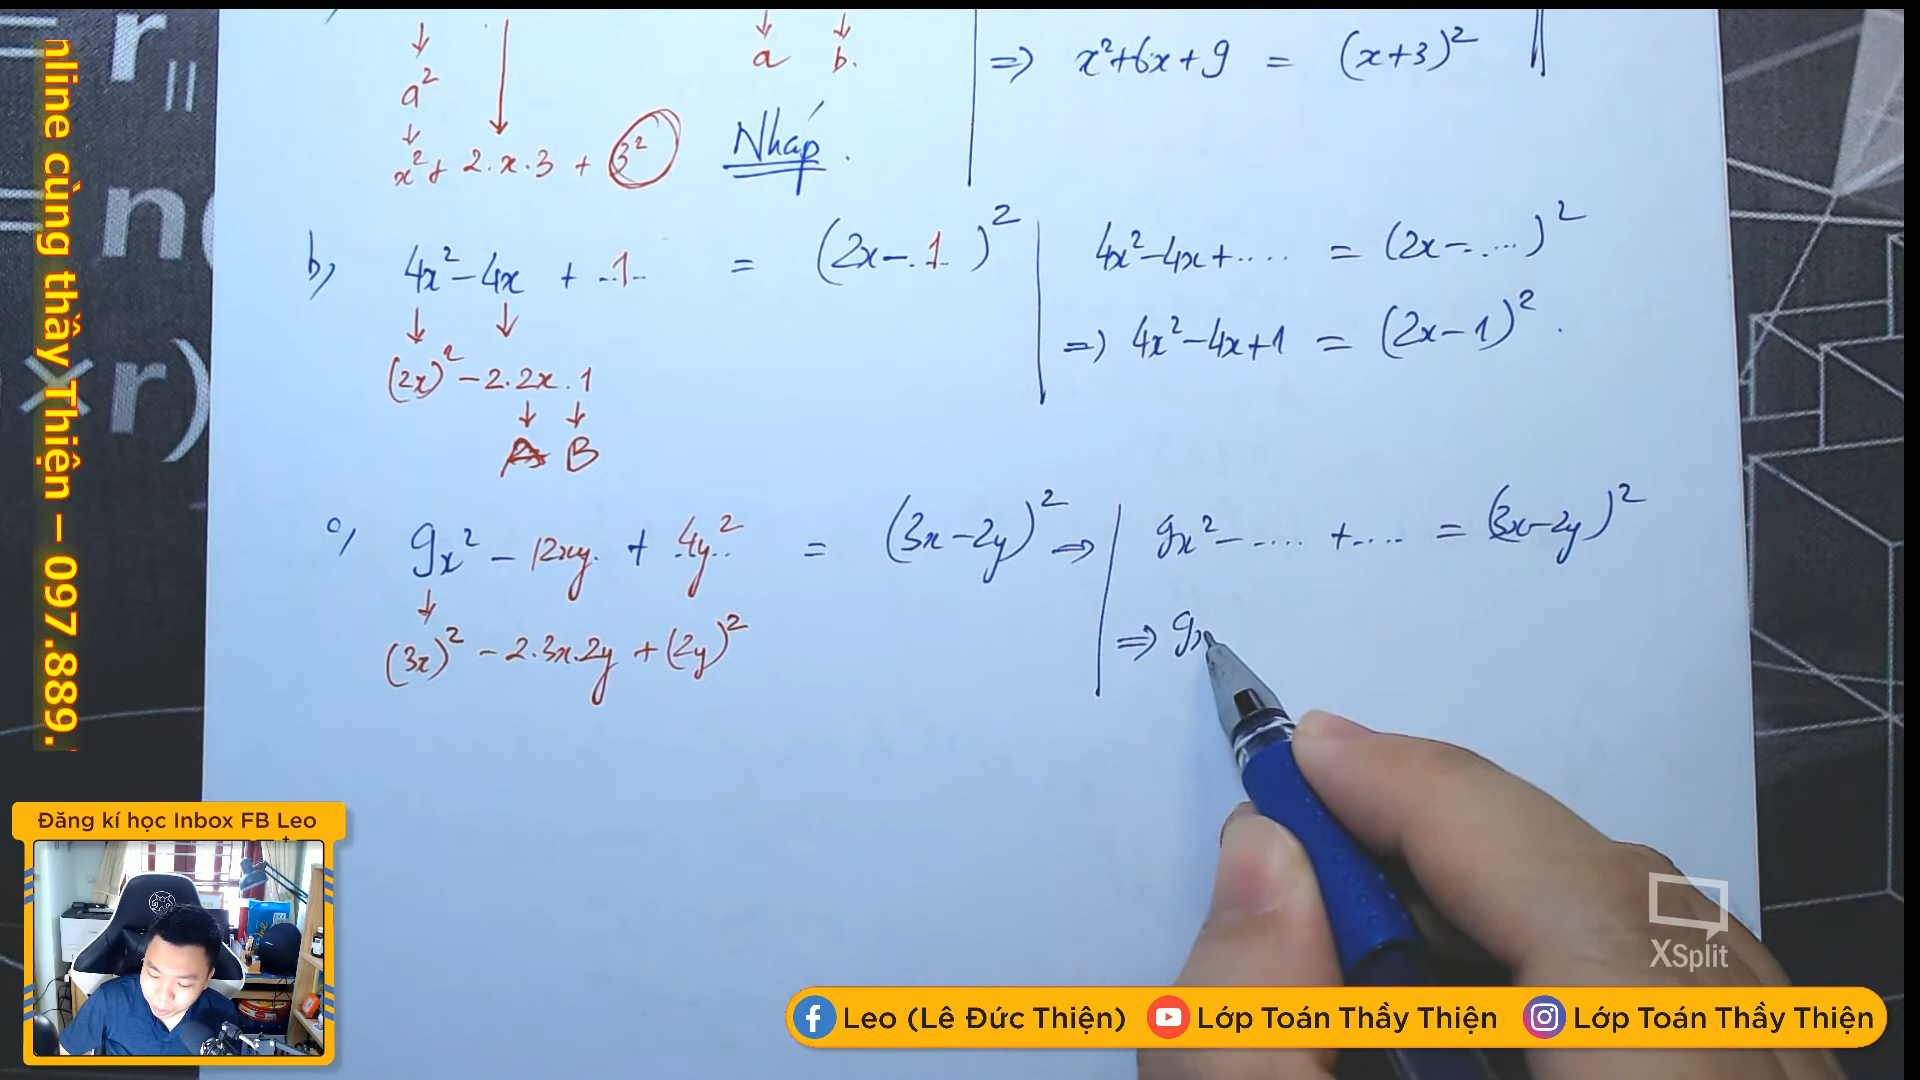 = r||
= n
×r)
nline cùng thầy Thiện – 097.889.
a²
a b.
x² + 2.x.3 + 3²
Nháp.
=> x²+6x+9 = (x+3)²
b, 4x²-4x + ..1.. = (2x-.1.)²
(2x)² - 2.2x.1
A B
4x²-4x+.... = (2x-....)²
=> 4x²-4x+1 = (2x-1)².
c, 9x² - 12xy. + .4y².. = (3x-2y)² =>
(3x)² - 2.3x.2y + (2y)²
9x² - .... +.... = (3x-2y)²
=> 9x
Đăng kí học Inbox FB Leo
XSplit
Leo (Lê Đức Thiện) Lớp Toán Thầy Thiện Lớp Toán Thầy Thiện